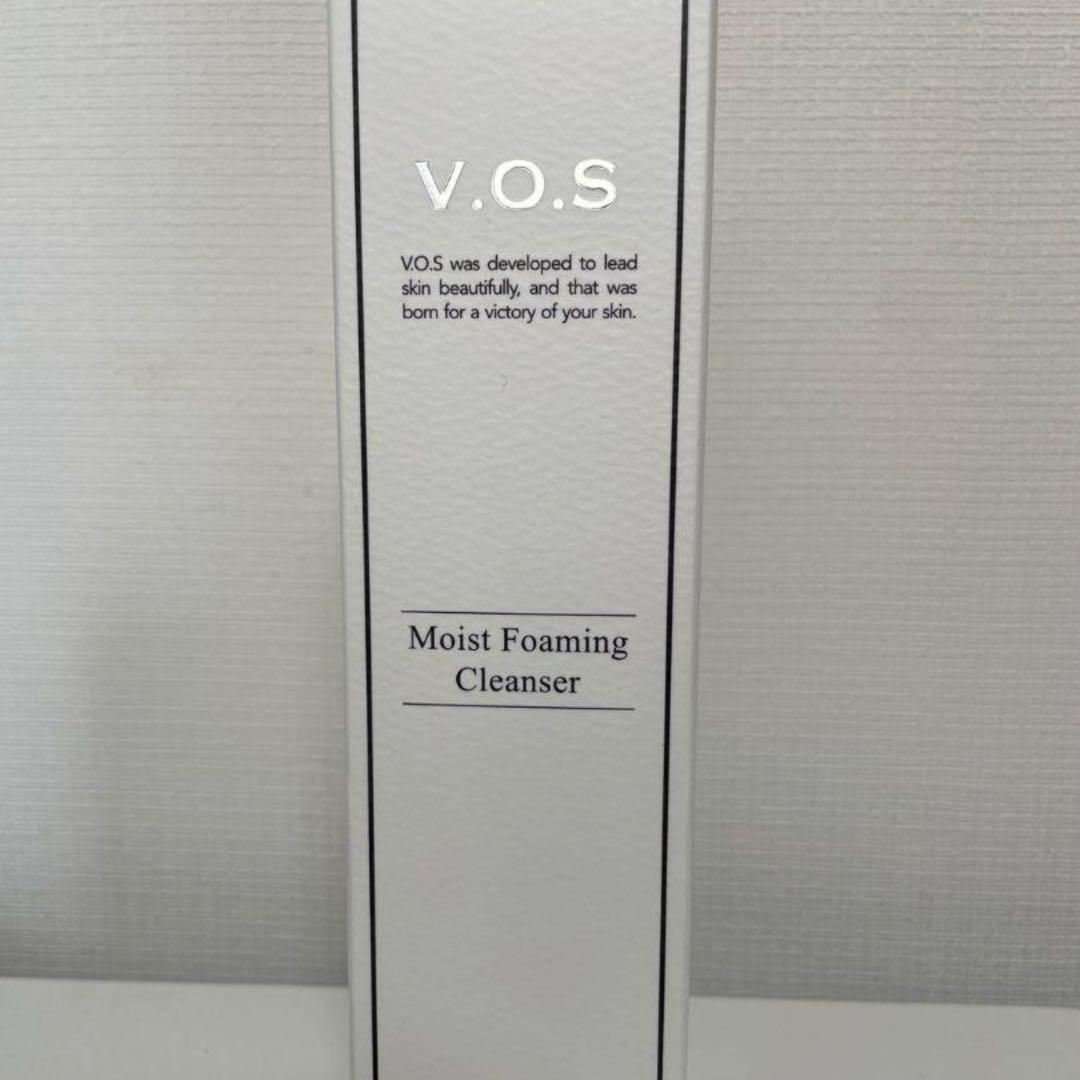 V.O.S
V.O.S was developed to lead
skin beautifully, and that was
born for a victory of your skin.
Moist Foaming
Cleanser